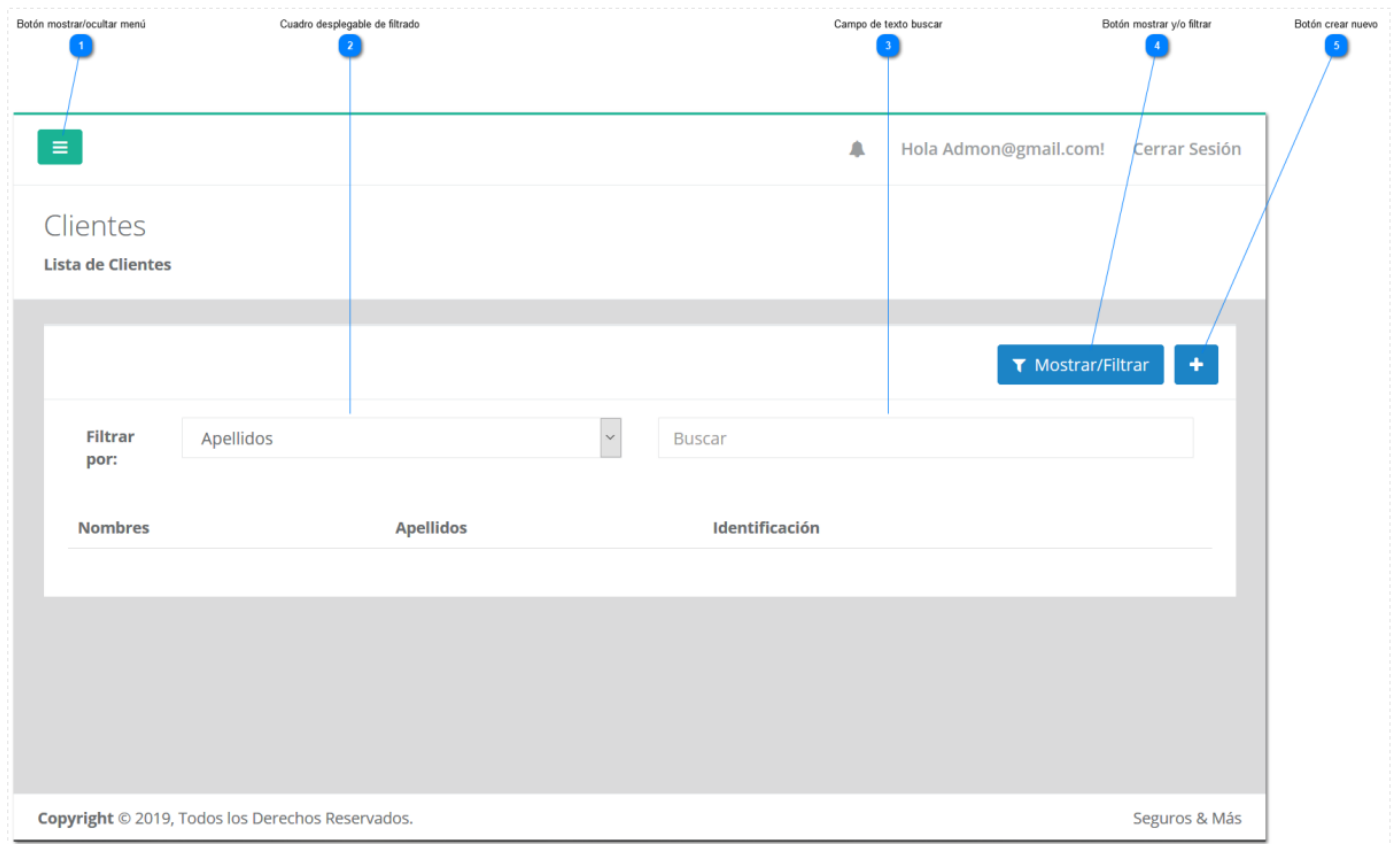 Botón mostrar/ocultar menú
Cuadro desplegable de filtrado
Campo de texto buscar
Botón mostrar y/o filtrar
Botón crear nuevo
1
2
3
4
5
Hola Admon@gmail.com!
Cerrar Sesión
Clientes
Lista de Clientes
Mostrar/Filtrar
Filtrar
por:
Apellidos
Buscar
Nombres
Apellidos
Identificación
Copyright © 2019, Todos los Derechos Reservados.
Seguros & Más